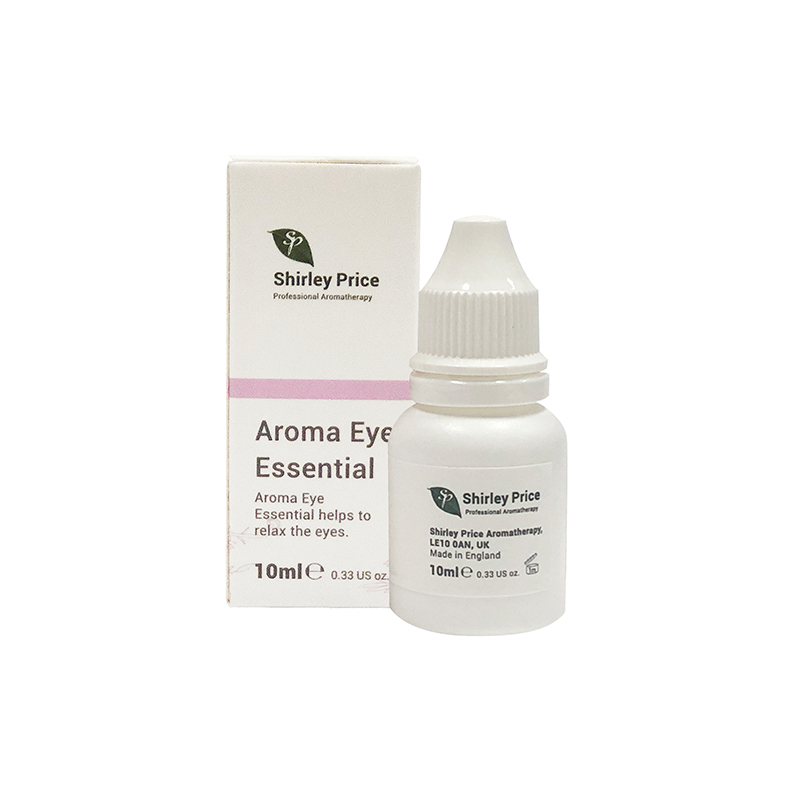 SP
Shirley Price
Professional Aromatherapy
Aroma Eye
Essential
Aroma Eye
Essential helps to
relax the eyes.
10ml℮ 0.33 US oz.
SP
Shirley Price
Professional Aromatherapy
Shirley Price Aromatherapy,
LE10 0AN, UK
Made in England
10ml℮ 0.33 US oz.